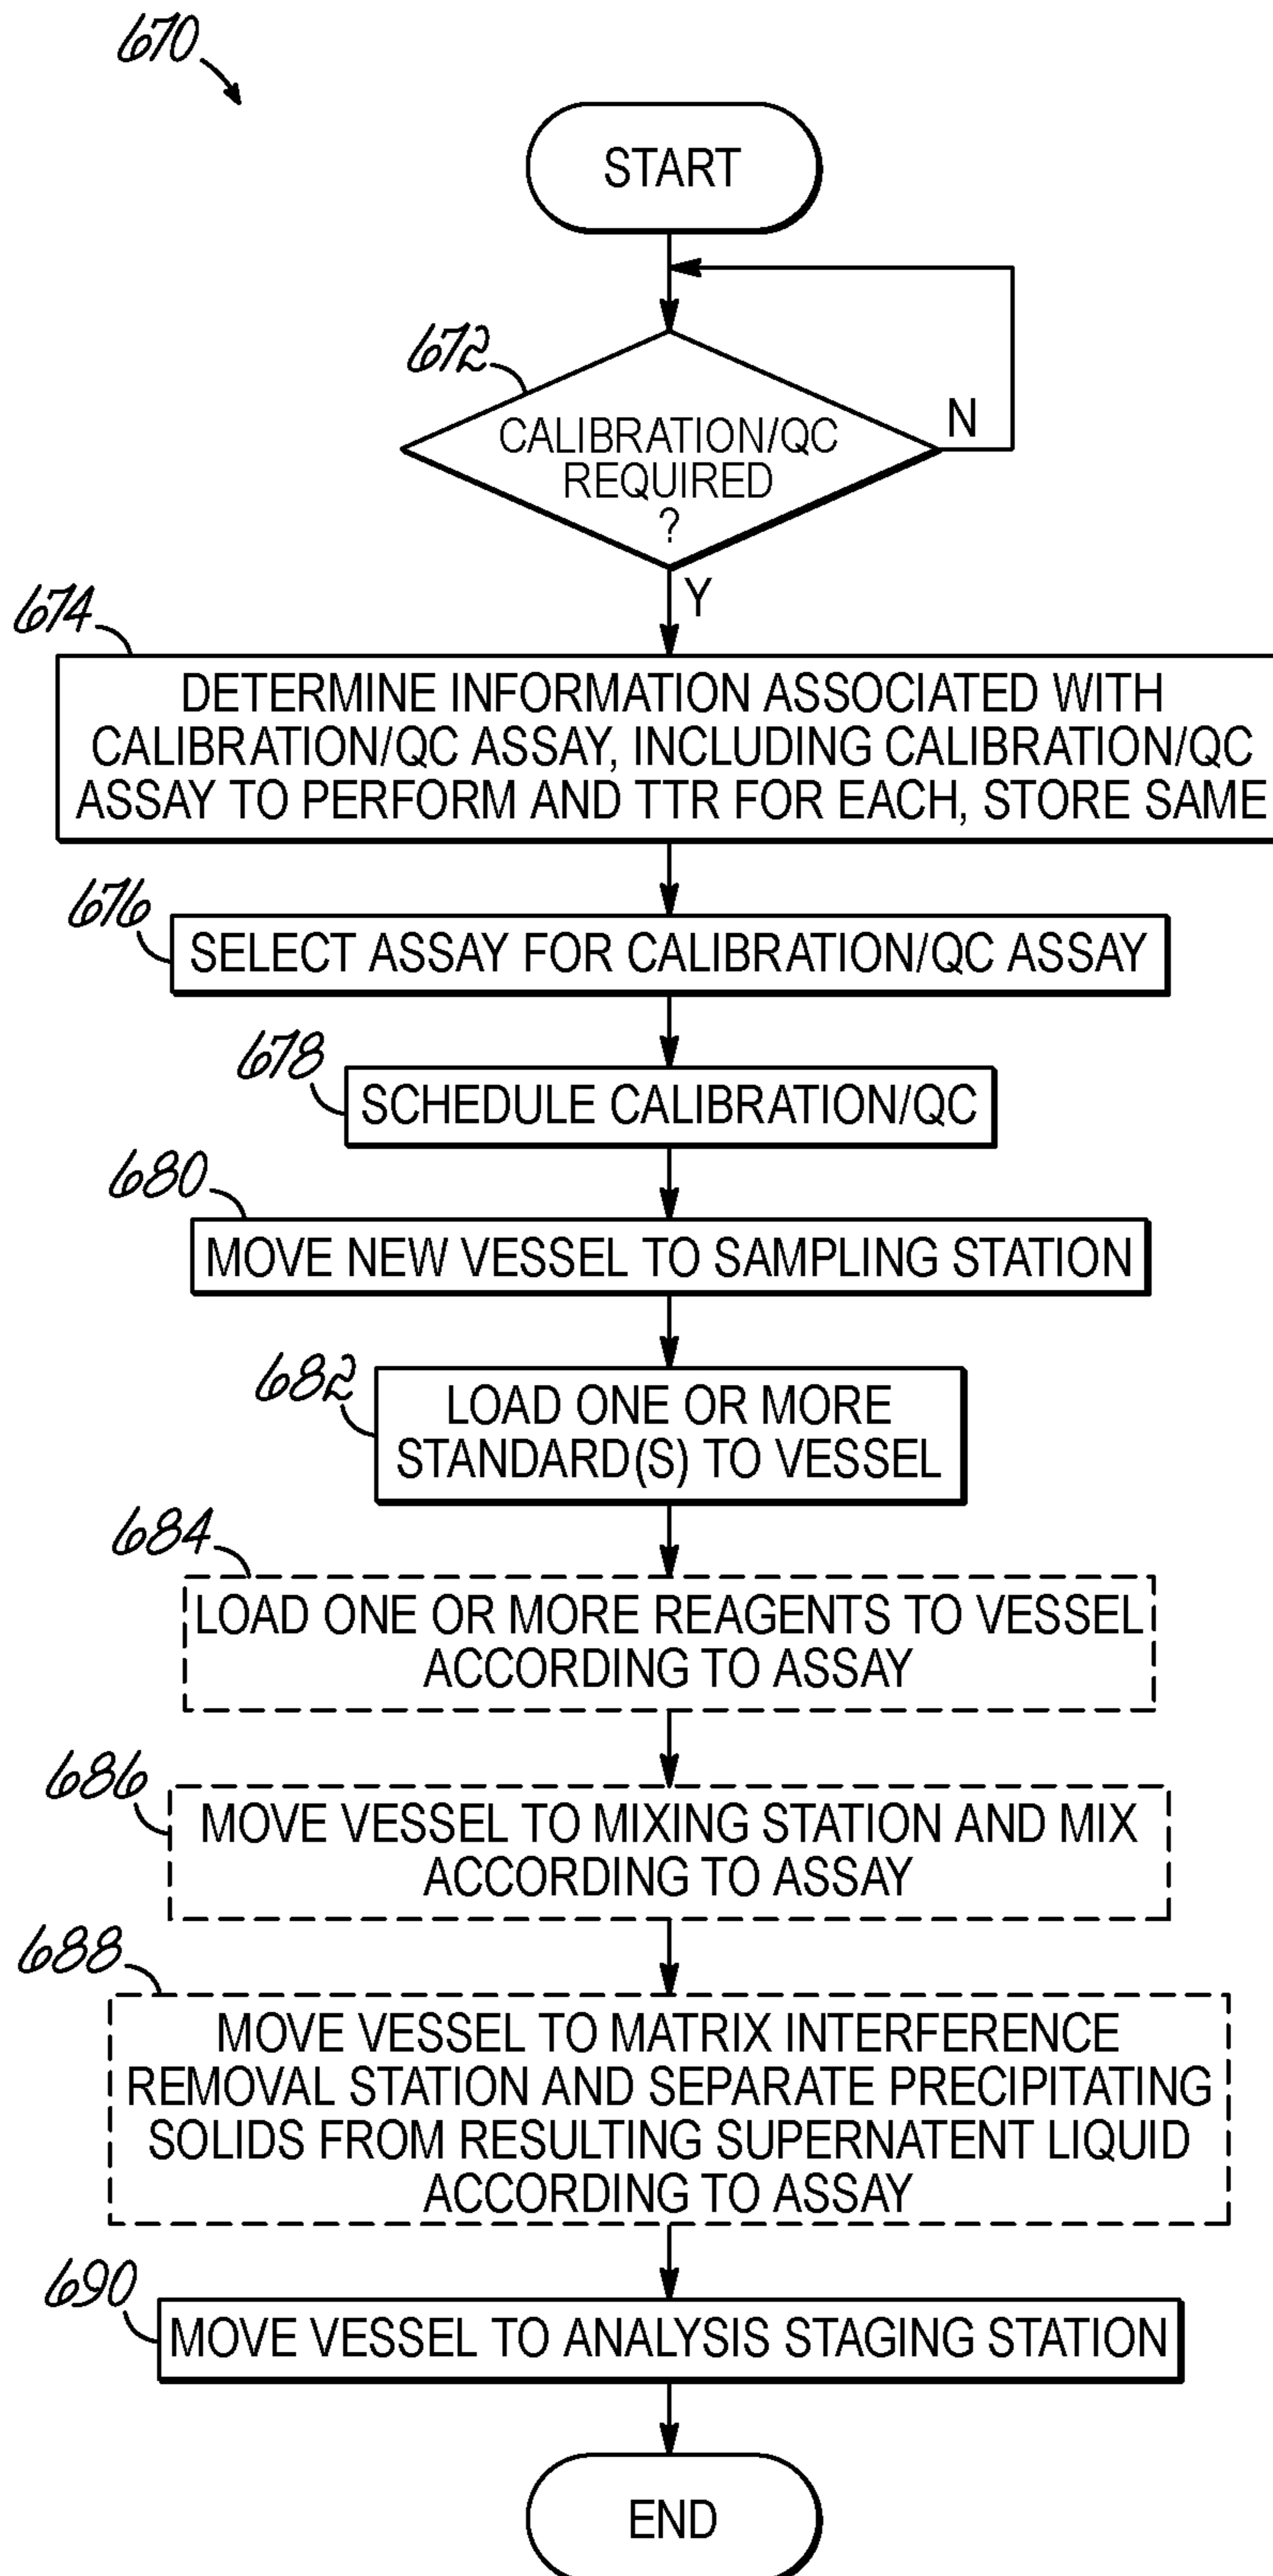 670
START
672
CALIBRATION/QC
REQUIRED
?
N
Y
674
DETERMINE INFORMATION ASSOCIATED WITH
CALIBRATION/QC ASSAY, INCLUDING CALIBRATION/QC
ASSAY TO PERFORM AND TTR FOR EACH, STORE SAME
676
SELECT ASSAY FOR CALIBRATION/QC ASSAY
678
SCHEDULE CALIBRATION/QC
680
MOVE NEW VESSEL TO SAMPLING STATION
682
LOAD ONE OR MORE
STANDARD(S) TO VESSEL
684
LOAD ONE OR MORE REAGENTS TO VESSEL
ACCORDING TO ASSAY
686
MOVE VESSEL TO MIXING STATION AND MIX
ACCORDING TO ASSAY
688
MOVE VESSEL TO MATRIX INTERFERENCE
REMOVAL STATION AND SEPARATE PRECIPITATING
SOLIDS FROM RESULTING SUPERNATENT LIQUID
ACCORDING TO ASSAY
690
MOVE VESSEL TO ANALYSIS STAGING STATION
END